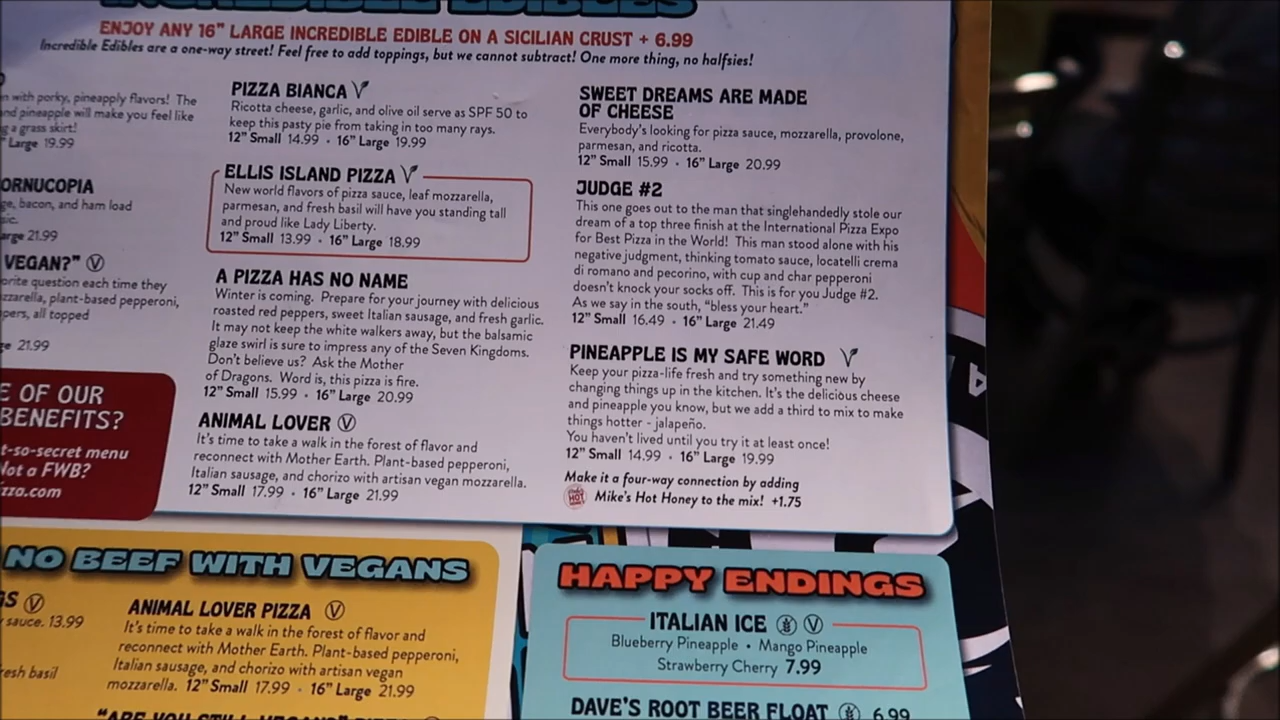 INCREDIBLE EDIBLES
ENJOY ANY 16" LARGE INCREDIBLE EDIBLE ON A SICILIAN CRUST + 6.99
Incredible Edibles are a one-way street! Feel free to add toppings, but we cannot subtract! One more thing, no halfsies!
with porky, pineapply flavors! The
and pineapple will make you feel like
g a grass skirt!
Large 19.99
ORNUCOPIA
ge, bacon, and ham load
sic.
arge 21.99
VEGAN?" V
orite question each time they
zzarella, plant-based pepperoni,
pers, all topped
ge 21.99
E OF OUR
BENEFITS?
t-so-secret menu
Not a FWB?
zza.com
PIZZA BIANCA
Ricotta cheese, garlic, and olive oil serve as SPF 50 to
keep this pasty pie from taking in too many rays.
12" Small 14.99 • 16" Large 19.99
ELLIS ISLAND PIZZA
New world flavors of pizza sauce, leaf mozzarella,
parmesan, and fresh basil will have you standing tall
and proud like Lady Liberty.
12" Small 13.99 • 16" Large 18.99
A PIZZA HAS NO NAME
Winter is coming. Prepare for your journey with delicious
roasted red peppers, sweet Italian sausage, and fresh garlic.
It may not keep the white walkers away, but the balsamic
glaze swirl is sure to impress any of the Seven Kingdoms.
Don't believe us? Ask the Mother
of Dragons. Word is, this pizza is fire.
12" Small 15.99 • 16" Large 20.99
ANIMAL LOVER V
It's time to take a walk in the forest of flavor and
reconnect with Mother Earth. Plant-based pepperoni,
Italian sausage, and chorizo with artisan vegan mozzarella.
12" Small 17.99 • 16" Large 21.99
SWEET DREAMS ARE MADE
OF CHEESE
Everybody's looking for pizza sauce, mozzarella, provolone,
parmesan, and ricotta.
12" Small 15.99 • 16" Large 20.99
JUDGE #2
This one goes out to the man that singlehandedly stole our
dream of a top three finish at the International Pizza Expo
for Best Pizza in the World! This man stood alone with his
negative judgment, thinking tomato sauce, locatelli crema
di romano and pecorino, with cup and char pepperoni
doesn't knock your socks off. This is for you Judge #2.
As we say in the south, "bless your heart."
12" Small 16.49 • 16" Large 21.49
PINEAPPLE IS MY SAFE WORD
Keep your pizza-life fresh and try something new by
changing things up in the kitchen. It's the delicious cheese
and pineapple you know, but we add a third to mix to make
things hotter - jalapeño.
You haven't lived until you try it at least once!
12" Small 14.99 • 16" Large 19.99
Make it a four-way connection by adding
Mike's Hot Honey to the mix! +1.75
NO BEEF WITH VEGANS
GS V
sauce. 13.99
resh basil
ANIMAL LOVER PIZZA V
It's time to take a walk in the forest of flavor and
reconnect with Mother Earth. Plant-based pepperoni,
Italian sausage, and chorizo with artisan vegan
mozzarella. 12" Small 17.99 • 16" Large 21.99
"ARE YOU STILL VEGAN?" PIZZA
HAPPY ENDINGS
ITALIAN ICE V
Blueberry Pineapple • Mango Pineapple
Strawberry Cherry 7.99
DAVE'S ROOT BEER FLOAT 6.99